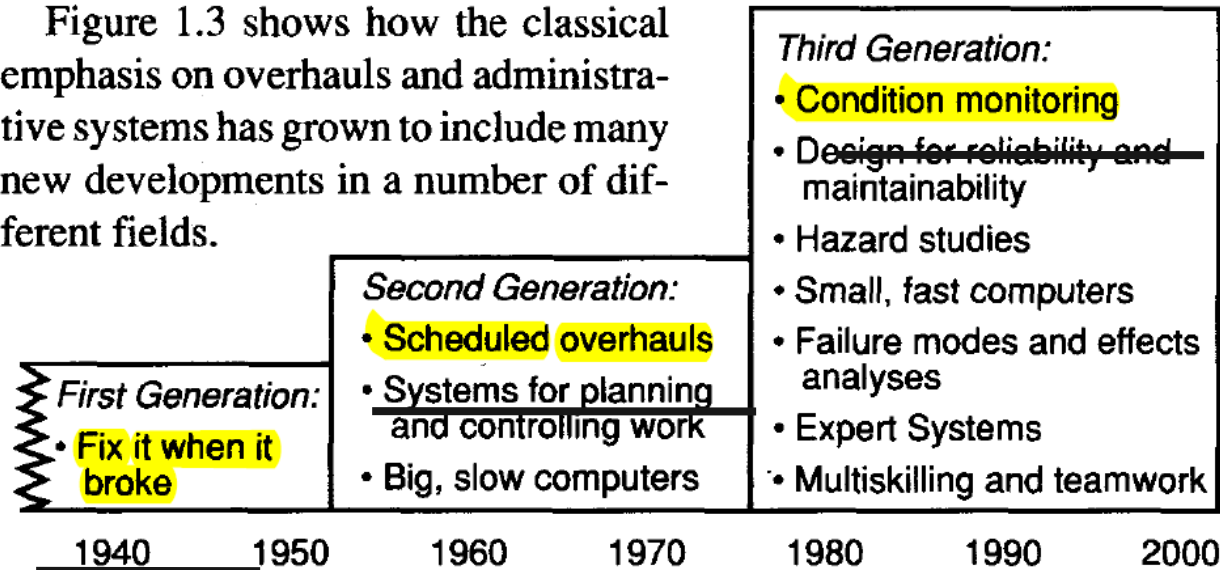 Figure 1.3 shows how the classical
emphasis on overhauls and administra-
tive systems has grown to include many
new developments in a number of dif-
ferent fields.
First Generation:
• Fix it when it
broke
Second Generation:
• Scheduled overhauls
• Systems for planning
and controlling work
• Big, slow computers
Third Generation:
• Condition monitoring
• Design for reliability and
maintainability
• Hazard studies
• Small, fast computers
• Failure modes and effects
analyses
• Expert Systems
• Multiskilling and teamwork
1940 1950 1960 1970 1980 1990 2000